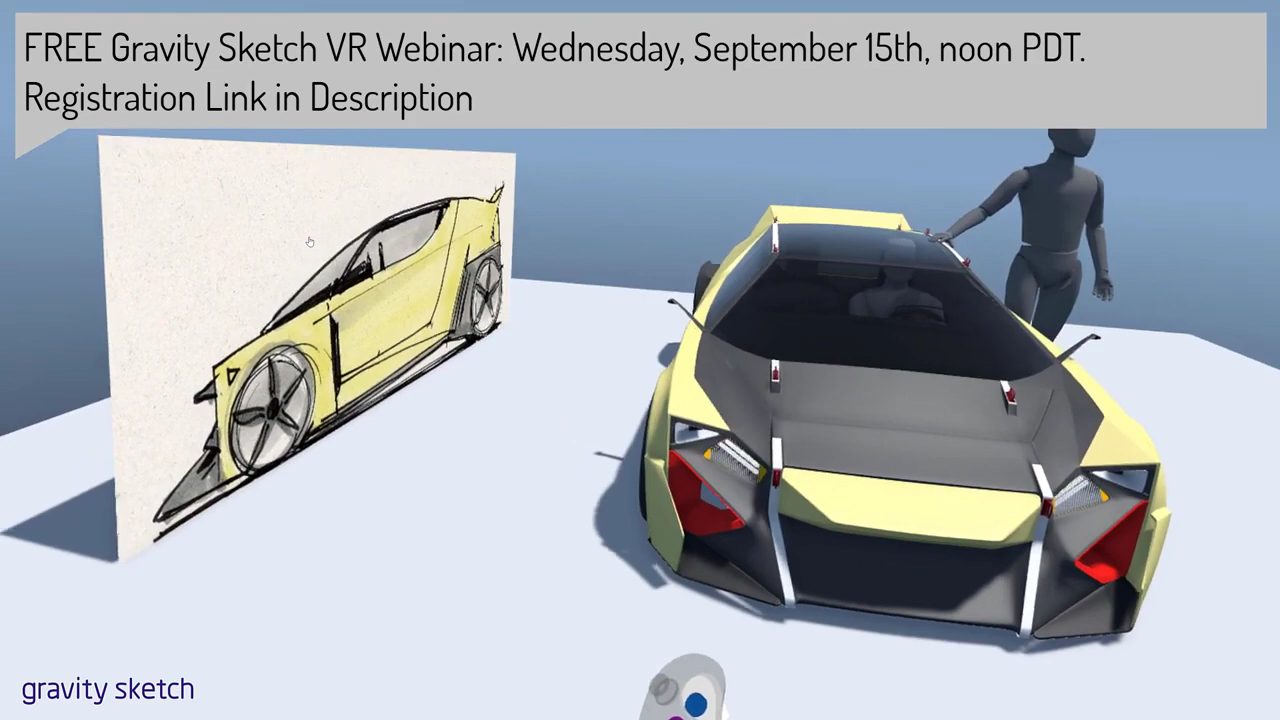 FREE Gravity Sketch VR Webinar: Wednesday, September 15th, noon PDT.
Registration Link in Description
gravity sketch